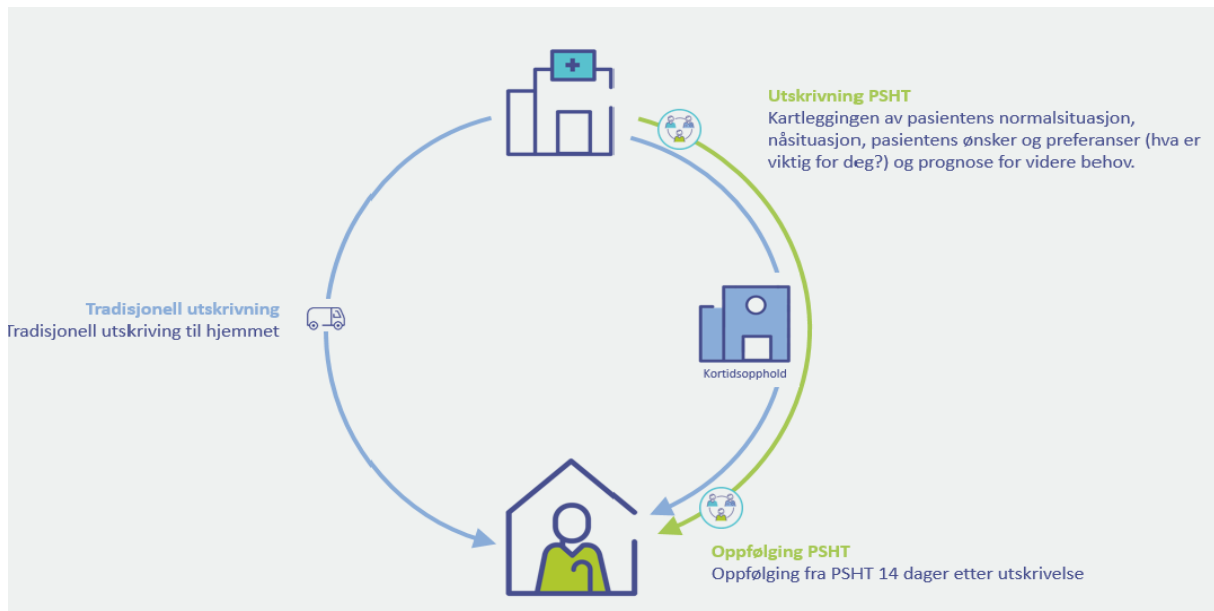 Utskrivning PSHT
Kartleggingen av pasientens normalsituasjon,
nåsituasjon, pasientens ønsker og preferanser (hva er
viktig for deg?) og prognose for videre behov.
Tradisjonell utskrivning
Tradisjonell utskriving til hjemmet
Kortidsopphold
Oppfølging PSHT
Oppfølging fra PSHT 14 dager etter utskrivelse